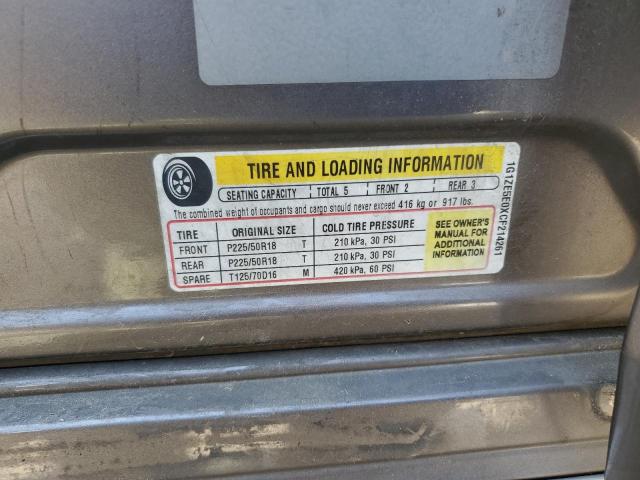 TIRE AND LOADING INFORMATION
SEATING CAPACITY TOTAL 5 FRONT 2 REAR 3
The combined weight of occupants and cargo should never exceed 416 kg or 917 lbs.
TIRE ORIGINAL SIZE COLD TIRE PRESSURE
FRONT P225/50R18 T 210 kPa, 30 PSI
REAR P225/50R18 T 210 kPa, 30 PSI
SPARE T125/70D16 M 420 kPa, 60 PSI
SEE OWNER'S
MANUAL FOR
ADDITIONAL
INFORMATION
1G1ZE5E0XCF214261